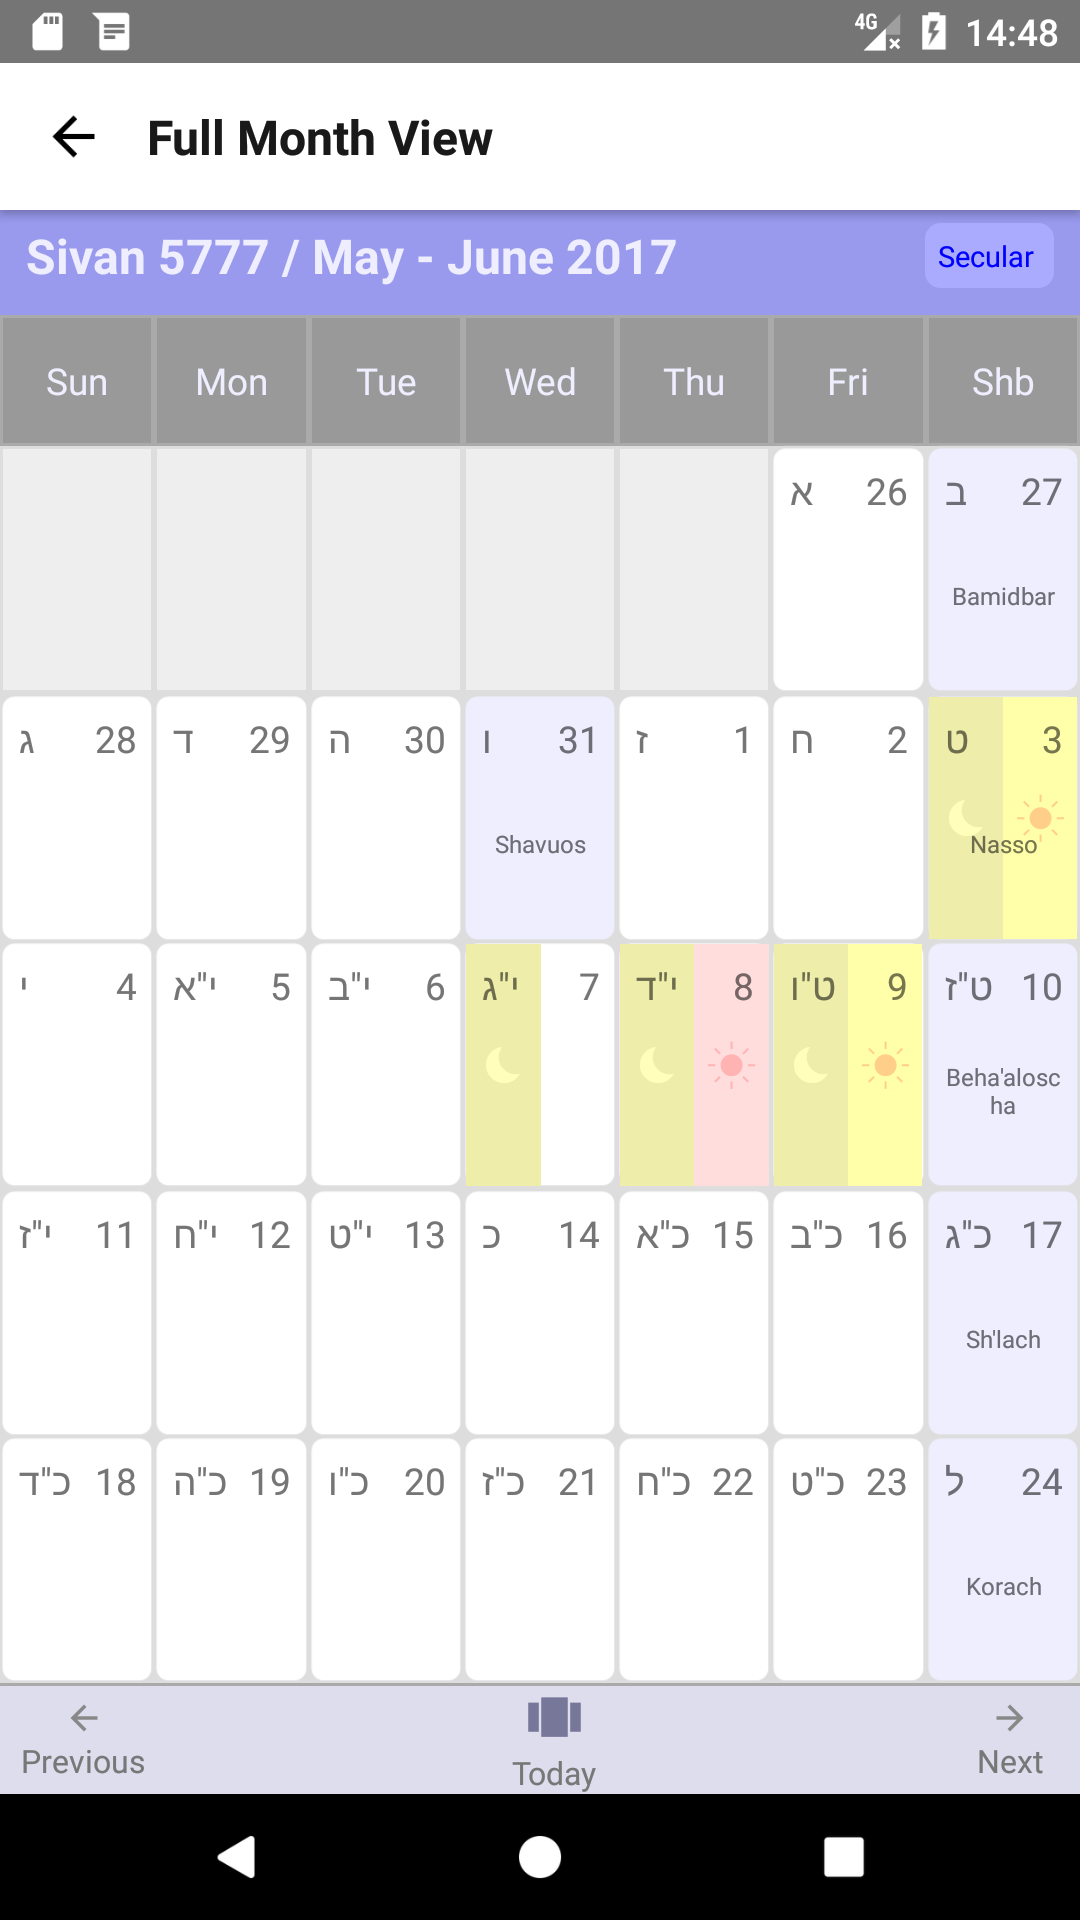 4G 14:48
Full Month View
Sivan 5777 / May - June 2017 Secular
Sun Mon Tue Wed Thu Fri Shb
א 26 ב 27
Bamidbar
ג 28 ד 29 ה 30 ו 31 ז 1 ח 2 ט 3
Shavuos Nasso
י 4 י"א 5 י"ב 6 י"ג 7 י"ד 8 ט"ו 9 ט"ז 10
Beha'alosc
ha
י"ז 11 י"ח 12 י"ט 13 כ 14 כ"א 15 כ"ב 16 כ"ג 17
Sh'lach
כ"ד 18 כ"ה 19 כ"ו 20 כ"ז 21 כ"ח 22 כ"ט 23 ל 24
Korach
Previous Today Next